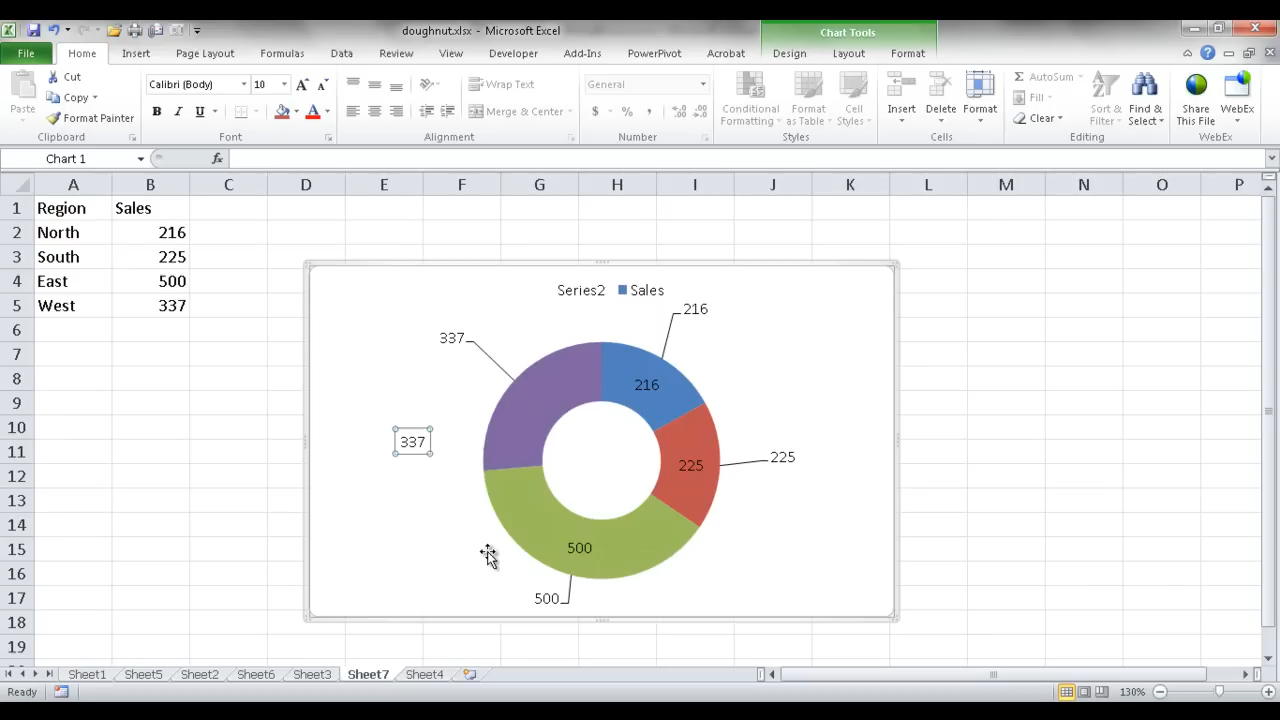 doughnut.xlsx - Microsoft Excel
Chart Tools
File Home Insert Page Layout Formulas Data Review View Developer Add-Ins PowerPivot Acrobat Design Layout Format
Paste
Cut
Copy
Format Painter
Clipboard
Calibri (Body) 10
B I U
Font
Wrap Text
Merge & Center
Alignment
General
$ % ,
Number
Conditional Formatting
Format as Table
Cell Styles
Styles
Insert Delete Format
Cells
AutoSum
Fill
Clear
Sort & Filter
Find & Select
Editing
Share This File
WebEx
WebEx
Chart 1
fx
A B C D E F G H I J K L M N O P
1 Region Sales
2 North 216
3 South 225
4 East 500
5 West 337
6
7
8
9
10
11
12
13
14
15
16
17
18
19
Series2 Sales
216
337
216
337
225
225
500
500
Sheet1 Sheet5 Sheet2 Sheet6 Sheet3 Sheet7 Sheet4
Ready
130%